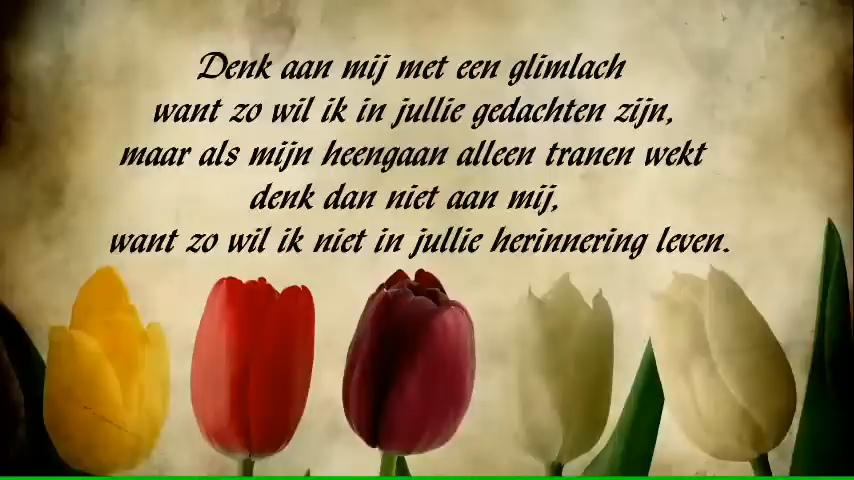 Denk aan mij met een glimlach
want zo wil ik in jullie gedachten zijn,
maar als mijn heengaan alleen tranen wekt
denk dan niet aan mij,
want zo wil ik niet in jullie herinnering leven.